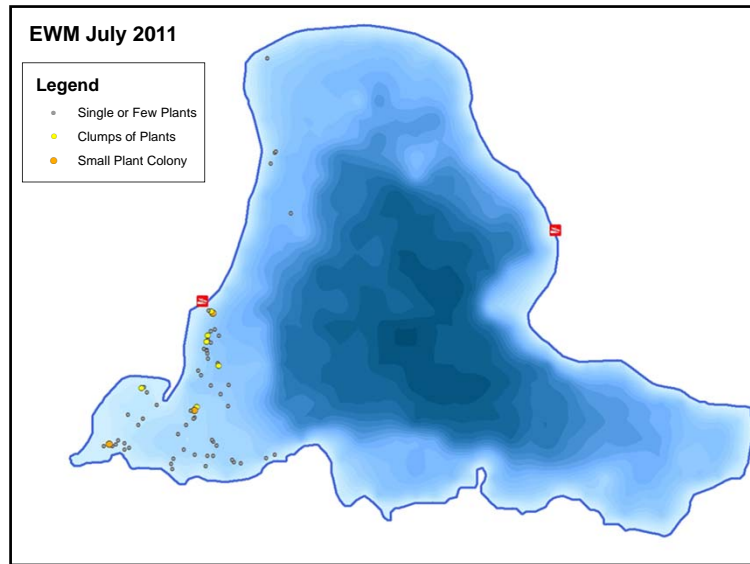 EWM July 2011
Legend
Single or Few Plants
Clumps of Plants
Small Plant Colony